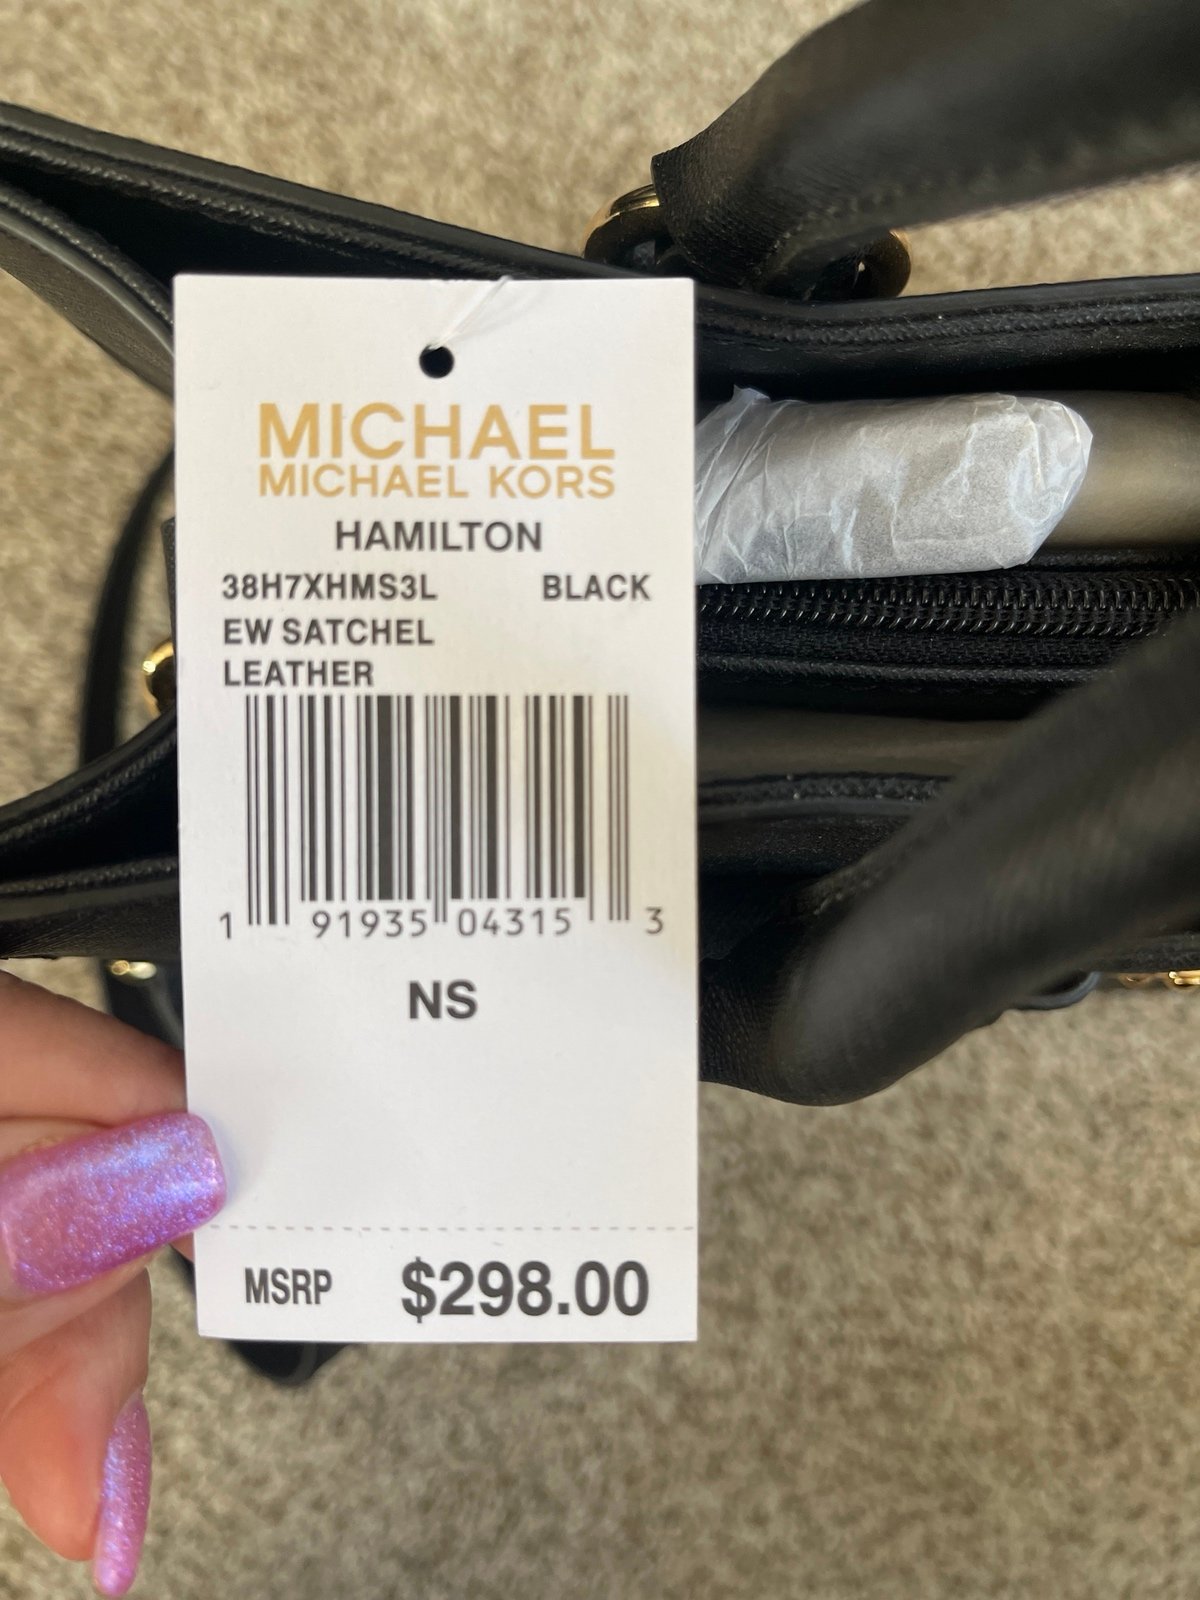 MICHAEL
MICHAEL KORS
HAMILTON
38H7XHMS3L BLACK
EW SATCHEL
LEATHER
1 91935 04315 3
NS
MSRP $298.00